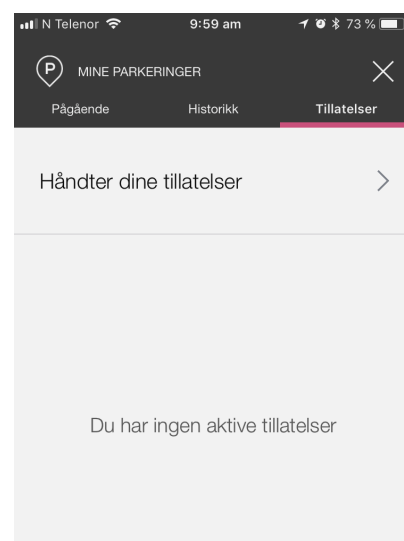 N Telenor 9:59 am 73 %
P MINE PARKERINGER
Pågående Historikk Tillatelser
Håndter dine tillatelser
Du har ingen aktive tillatelser